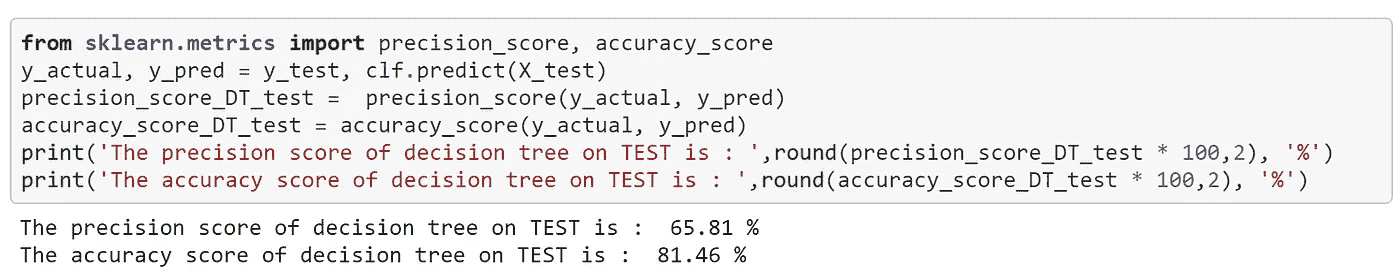 from sklearn.metrics import precision_score, accuracy_score
y_actual, y_pred = y_test, clf.predict(X_test)
precision_score_DT_test =  precision_score(y_actual, y_pred)
accuracy_score_DT_test = accuracy_score(y_actual, y_pred)
print('The precision score of decision tree on TEST is : ',round(precision_score_DT_test * 100,2), '%')
print('The accuracy score of decision tree on TEST is : ',round(accuracy_score_DT_test * 100,2), '%')
The precision score of decision tree on TEST is :  65.81 %
The accuracy score of decision tree on TEST is :  81.46 %